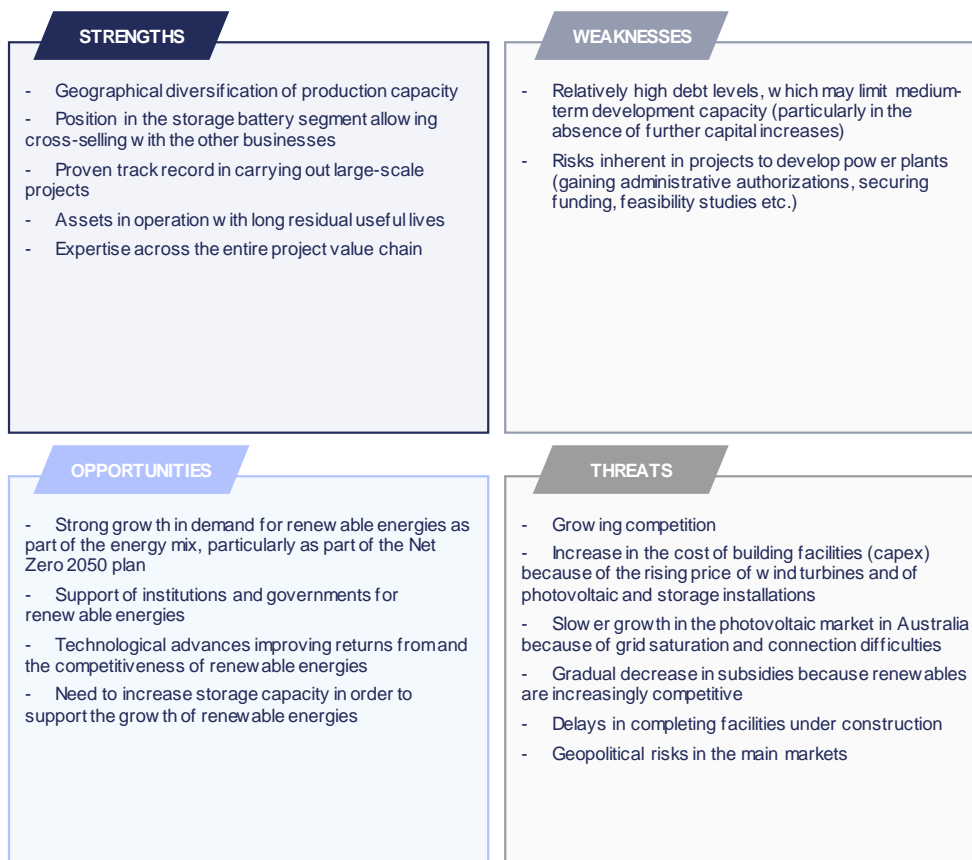 STRENGTHS
- Geographical diversification of production capacity
- Position in the storage battery segment allowing
cross-selling with the other businesses
- Proven track record in carrying out large-scale
projects
- Assets in operation with long residual useful lives
- Expertise across the entire project value chain
WEAKNESSES
- Relatively high debt levels, which may limit medium-
term development capacity (particularly in the
absence of further capital increases)
- Risks inherent in projects to develop power plants
(gaining administrative authorizations, securing
funding, feasibility studies etc.)
OPPORTUNITIES
- Strong growth in demand for renewable energies as
part of the energy mix, particularly as part of the Net
Zero 2050 plan
- Support of institutions and governments for
renewable energies
- Technological advances improving returns from and
the competitiveness of renewable energies
- Need to increase storage capacity in order to
support the growth of renewable energies
THREATS
- Growing competition
- Increase in the cost of building facilities (capex)
because of the rising price of wind turbines and of
photovoltaic and storage installations
- Slower growth in the photovoltaic market in Australia
because of grid saturation and connection difficulties
- Gradual decrease in subsidies because renewables
are increasingly competitive
- Delays in completing facilities under construction
- Geopolitical risks in the main markets